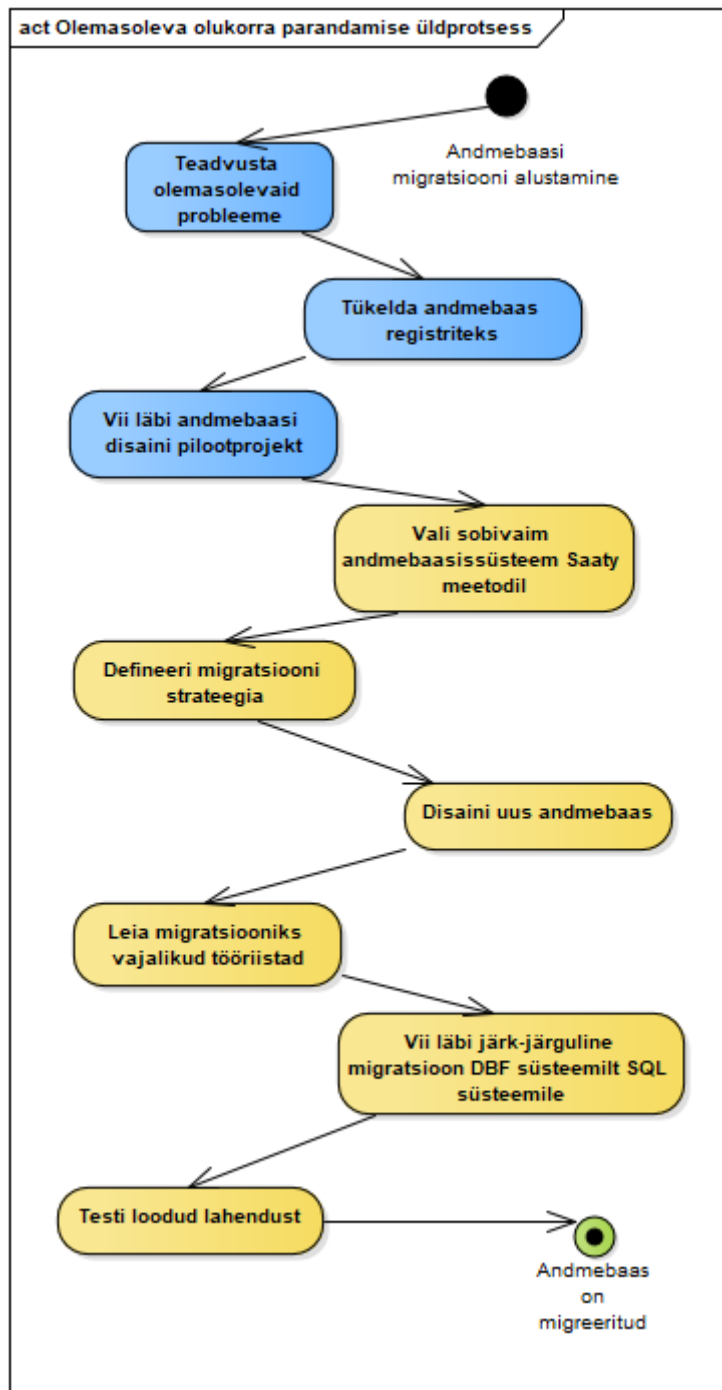 act Olemasoleva olukorra parandamise üldprotsess
Andmebaasi
migratsiooni alustamine
Teadvusta
olemasolevaid
probleeme
Tükelda andmebaas
registriteks
Vii läbi andmebaasi
disaini pilootprojekt
Vali sobivaim
andmebaasissüsteem Saaty
meetodil
Defineeri migratsiooni
strateegia
Disaini uus andmebaas
Leia migratsiooniks
vajalikud tööriistad
Vii läbi järk-järguline
migratsioon DBF süsteemilt SQL
süsteemile
Testi loodud lahendust
Andmebaas
on
migreeritud